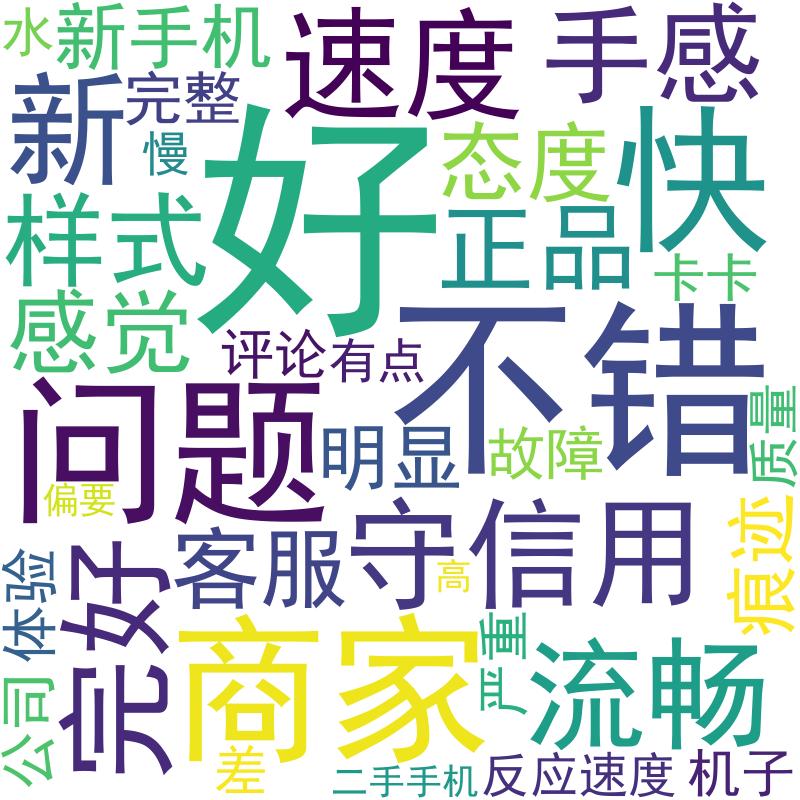 水
新手机
速度
手感
新
完整
慢
好
态度
快
样式
正品
卡卡
感觉
评论
有点
不错
问题
明显
故障
质量
偏要
守信用
痕迹
客服
高
体验
完好
商家
严重
流畅
公司
差
二手手机
反应速度
机子